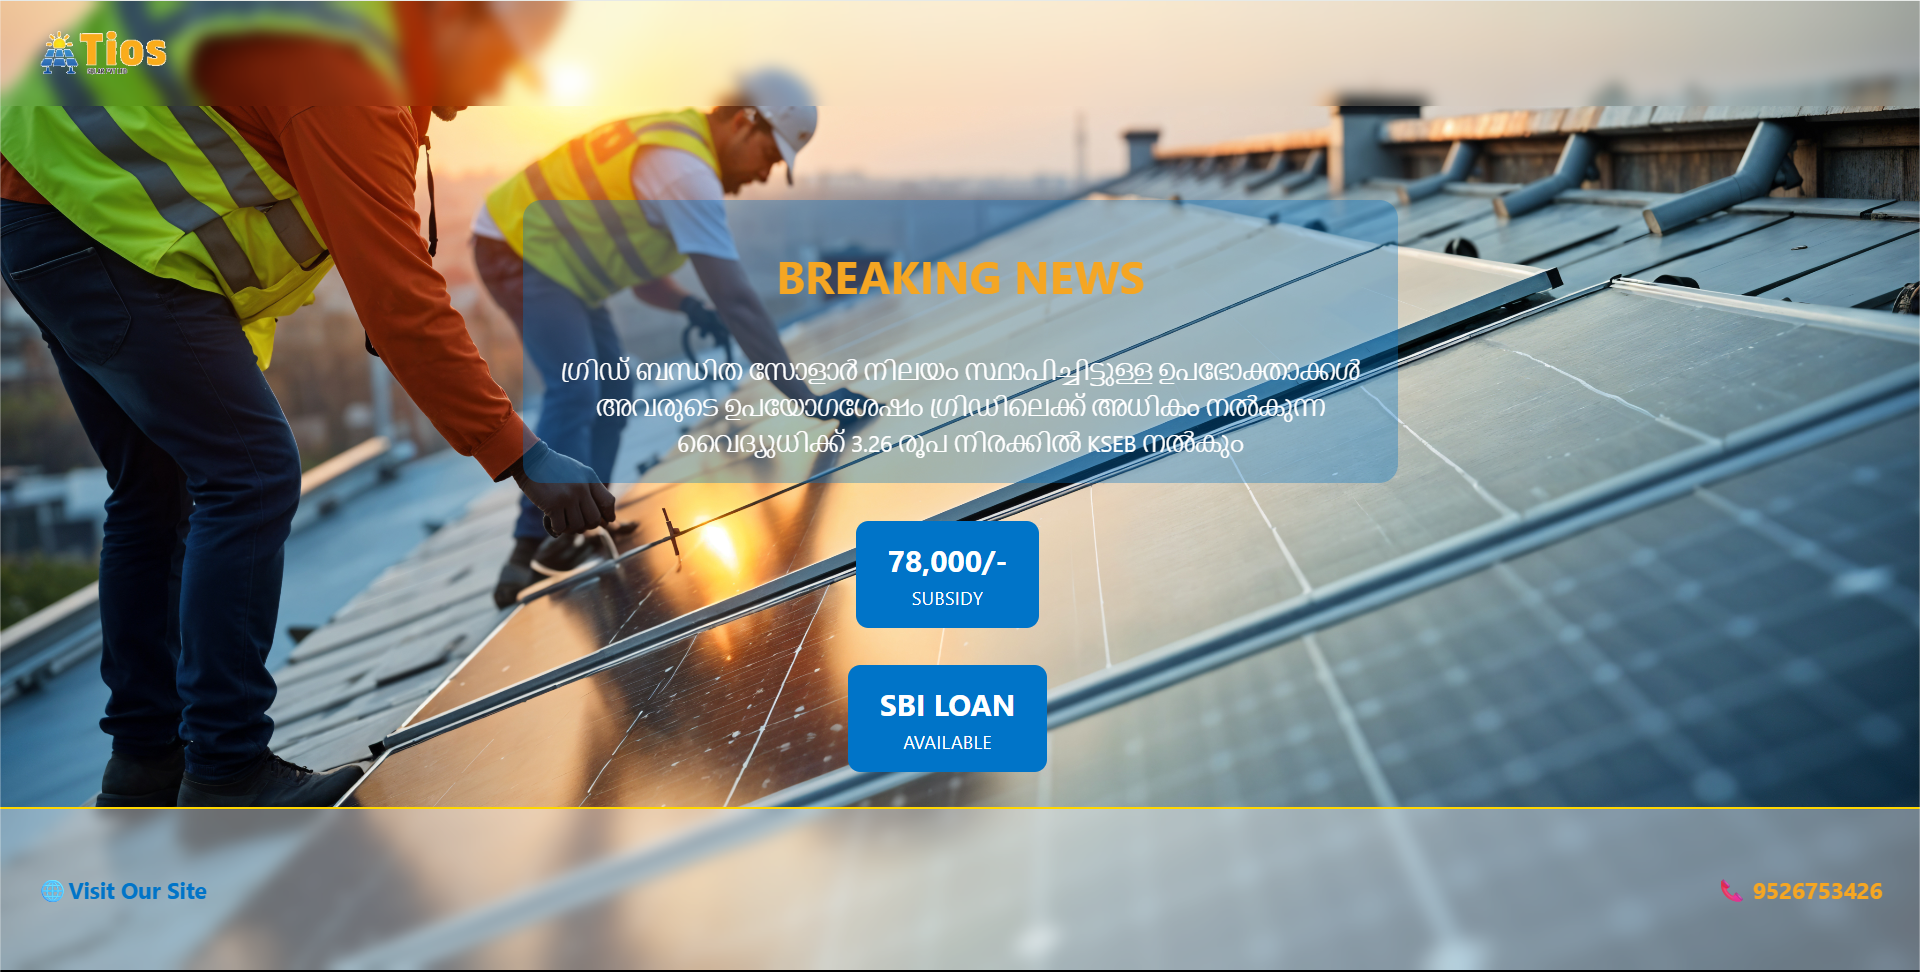 Tios
BREAKING NEWS
ഗ്രിഡ് ബന്ധിത സോളാർ നിലയം സ്ഥാപിച്ചിട്ടുള്ള ഉപഭോക്താക്കൾ
അവരുടെ ഉപയോഗശേഷം ഗ്രിഡിലെക്ക് അധികം നൽകുന്ന
വൈദ്യുധിക്ക് 3.26 രൂപ നിരക്കിൽ KSEB നൽകും
78,000/-
SUBSIDY
SBI LOAN
AVAILABLE
Visit Our Site
9526753426